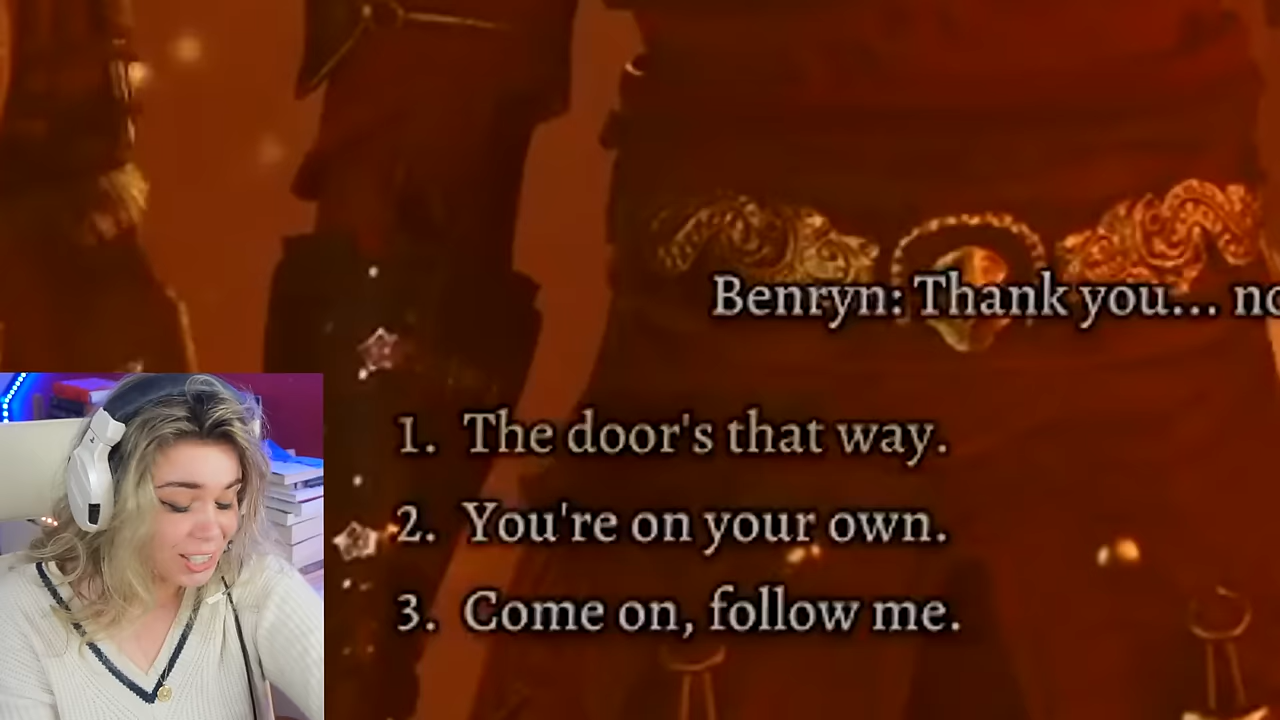 Benryn: Thank you...
1. The door's that way.
2. You're on your own.
3. Come on, follow me.